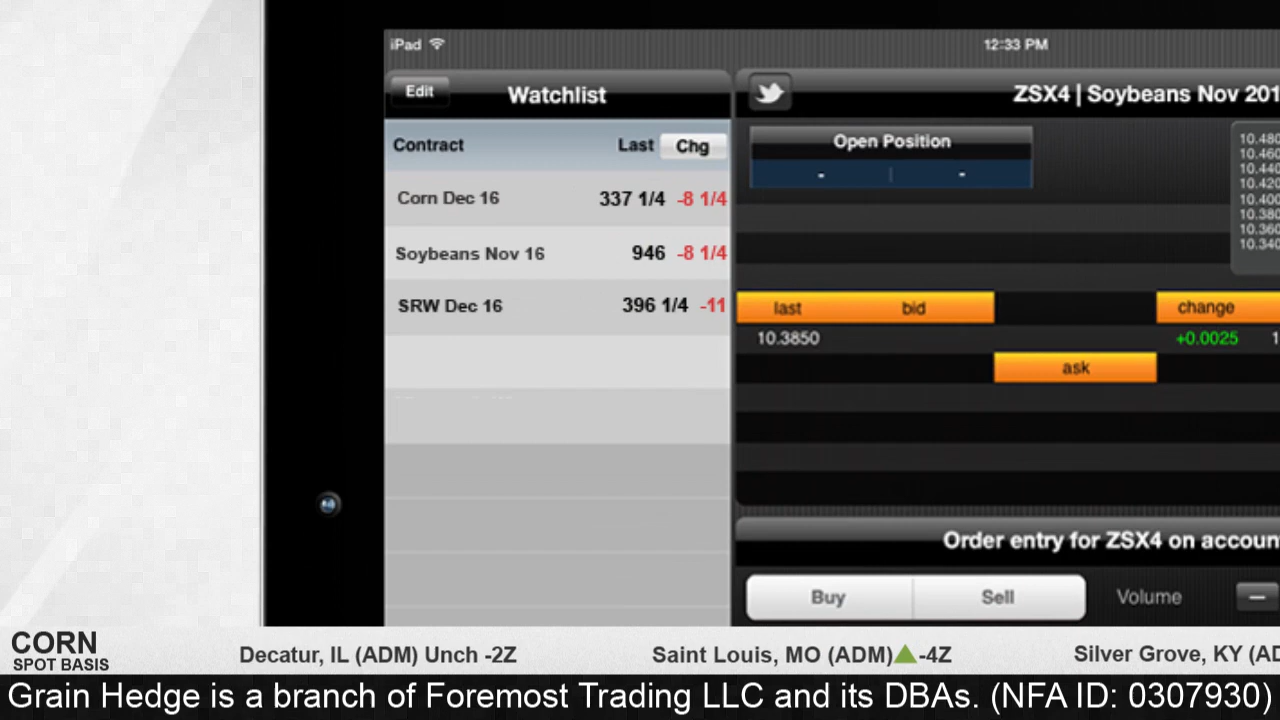 iPad
12:33 PM
Edit
Watchlist
ZSX4 | Soybeans Nov 201
Contract Last Chg
Open Position
- -
Corn Dec 16 337 1/4 -8 1/4
Soybeans Nov 16 946 -8 1/4
SRW Dec 16 396 1/4 -11
10.480
10.460
10.440
10.420
10.400
10.380
10.360
10.340
last bid change
10.3850 +0.0025 1
ask
Order entry for ZSX4 on accoun
Buy Sell Volume
CORN
SPOT BASIS
Decatur, IL (ADM) Unch -2Z Saint Louis, MO (ADM) -4Z Silver Grove, KY (AD
Grain Hedge is a branch of Foremost Trading LLC and its DBAs. (NFA ID: 0307930)